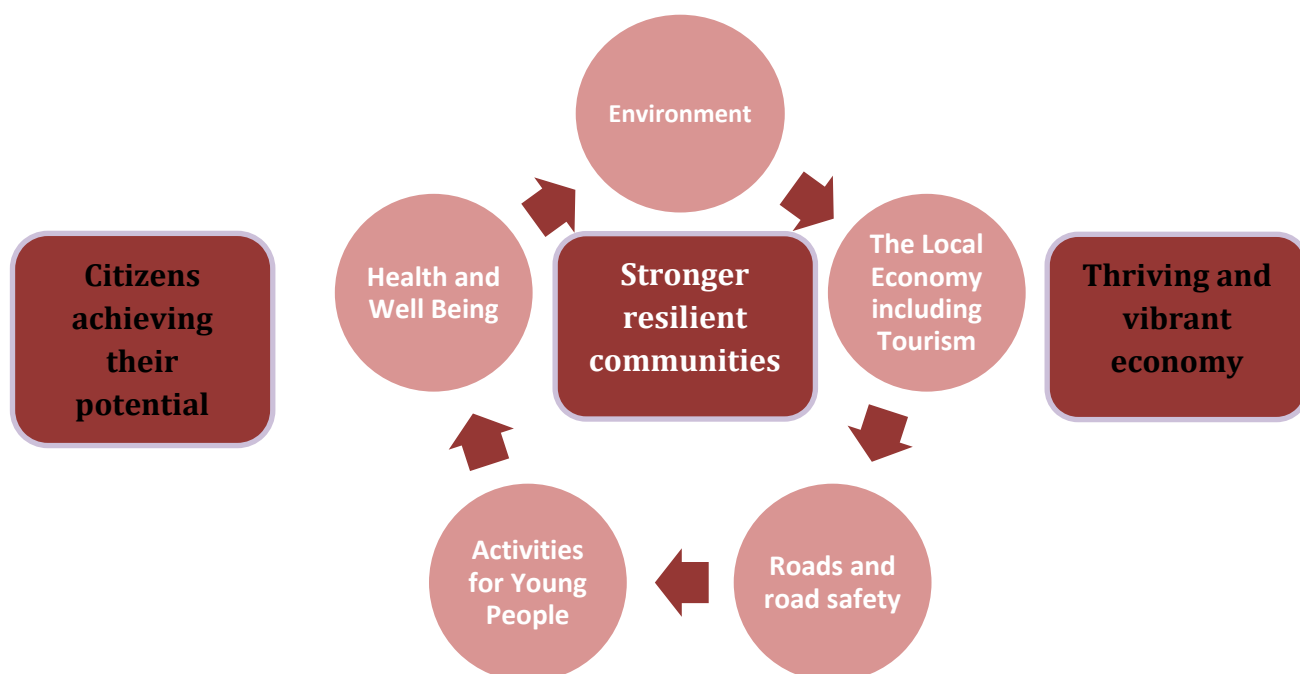 Environment
Citizens
achieving
their
potential
Health and
Well Being
Stronger
resilient
communities
The Local
Economy
including
Tourism
Thriving and
vibrant
economy
Activities
for Young
People
Roads and
road safety